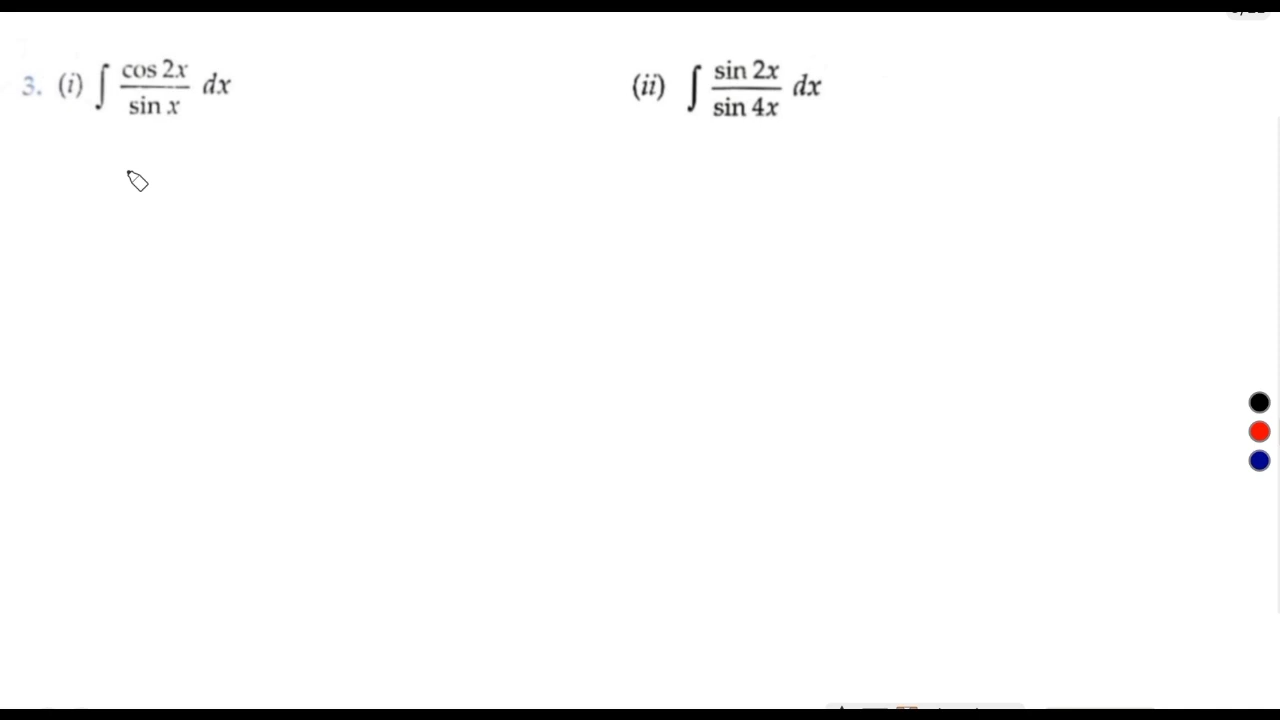 3. (i) ∫ cos 2x / sin x dx
(ii) ∫ sin 2x / sin 4x dx